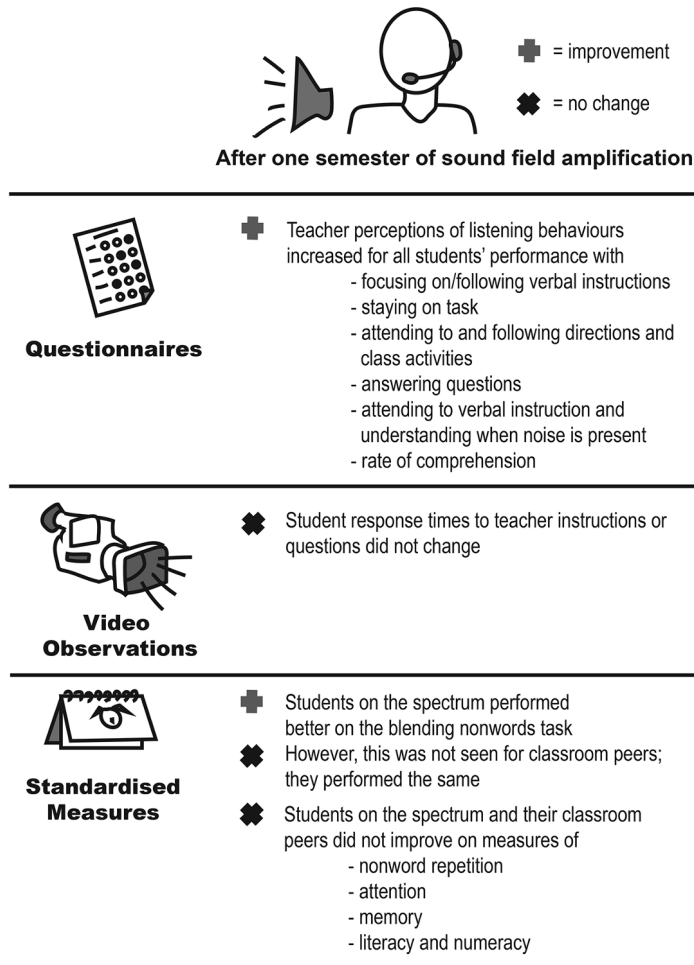 = improvement
= no change
After one semester of sound field amplification
Questionnaires
Teacher perceptions of listening behaviours
increased for all students' performance with
- focusing on/following verbal instructions
- staying on task
- attending to and following directions and
class activities
- answering questions
- attending to verbal instruction and
understanding when noise is present
- rate of comprehension
Video
Observations
Student response times to teacher instructions or
questions did not change
Standardised
Measures
Students on the spectrum performed
better on the blending nonwords task
However, this was not seen for classroom peers;
they performed the same
Students on the spectrum and their classroom
peers did not improve on measures of
- nonword repetition
- attention
- memory
- literacy and numeracy